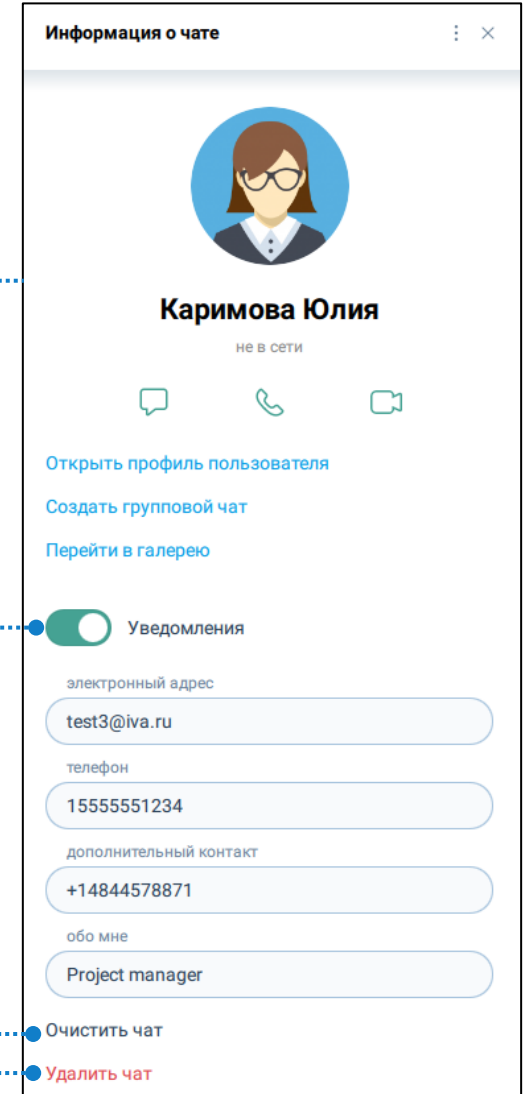 Информация о чате
Каримова Юлия
не в сети
Открыть профиль пользователя
Создать групповой чат
Перейти в галерею
Уведомления
электронный адрес
test3@iva.ru
телефон
15555551234
дополнительный контакт
+14844578871
обо мне
Project manager
Очистить чат
Удалить чат